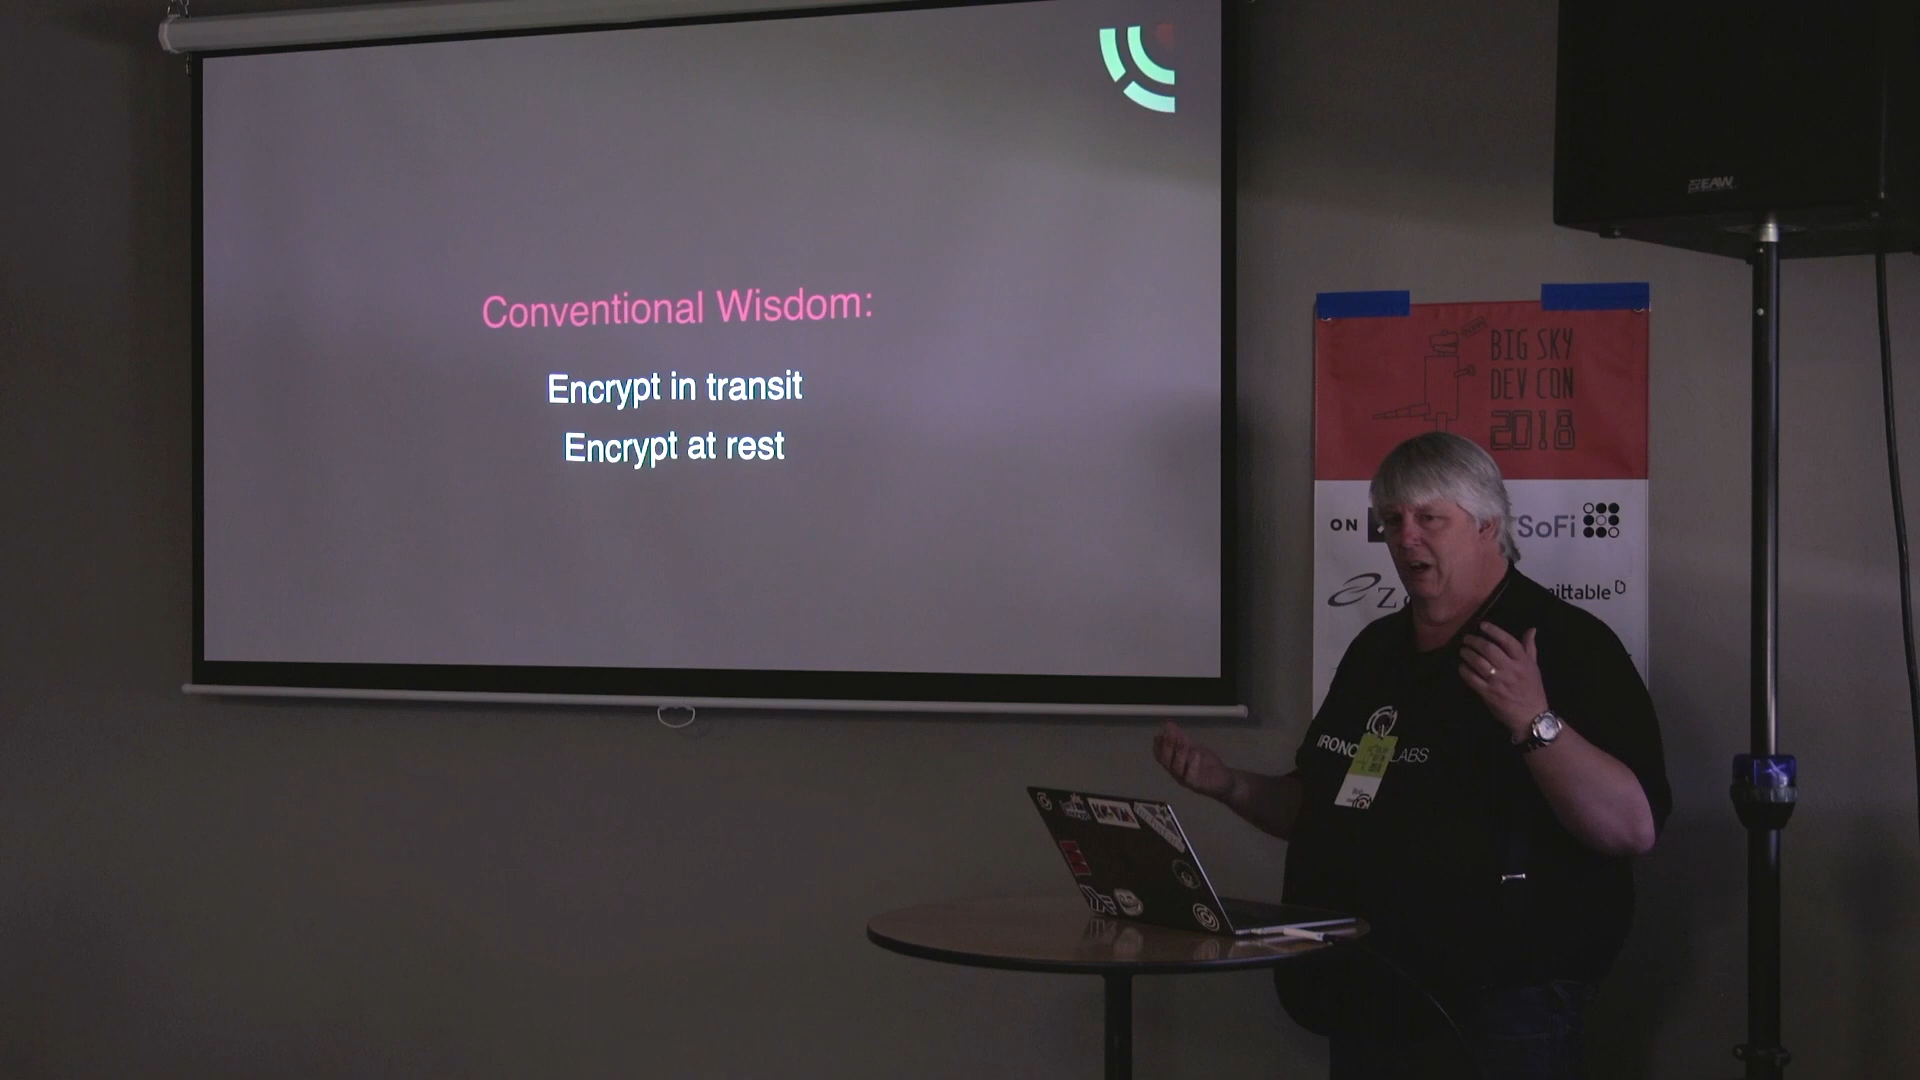 Conventional Wisdom:
Encrypt in transit
Encrypt at rest
EAW
BIG SKY
DEV CON
2018
ON
SoFi
Z
ittable
IRONC LABS